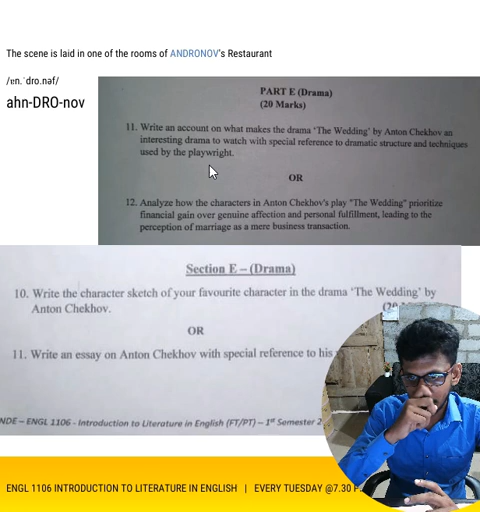 The scene is laid in one of the rooms of ANDRONOV's Restaurant
/ɐn.ˈdro.nəf/
ahn-DRO-nov
PART E (Drama)
(20 Marks)
11. Write an account on what makes the drama 'The Wedding' by Anton Chekhov an
interesting drama to watch with special reference to dramatic structure and techniques
used by the playwright.
OR
12. Analyze how the characters in Anton Chekhov's play "The Wedding" prioritize
financial gain over genuine affection and personal fulfillment, leading to the
perception of marriage as a mere business transaction.
Section E – (Drama)
10. Write the character sketch of your favourite character in the drama 'The Wedding' by
Anton Chekhov.
OR
11. Write an essay on Anton Chekhov with special reference to his
NDE – ENGL 1106 - Introduction to Literature in English (FT/PT) – 1st Semester 2
ENGL 1106 INTRODUCTION TO LITERATURE IN ENGLISH | EVERY TUESDAY @7.30 P